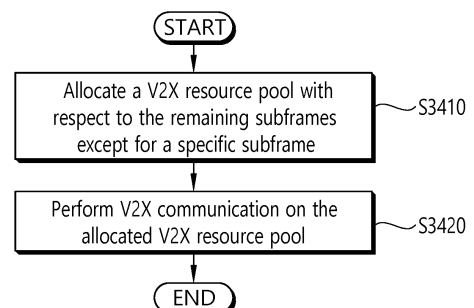 START
Allocate a V2X resource pool with
respect to the remaining subframes
except for a specific subframe
S3410
Perform V2X communication on the
allocated V2X resource pool
S3420
END